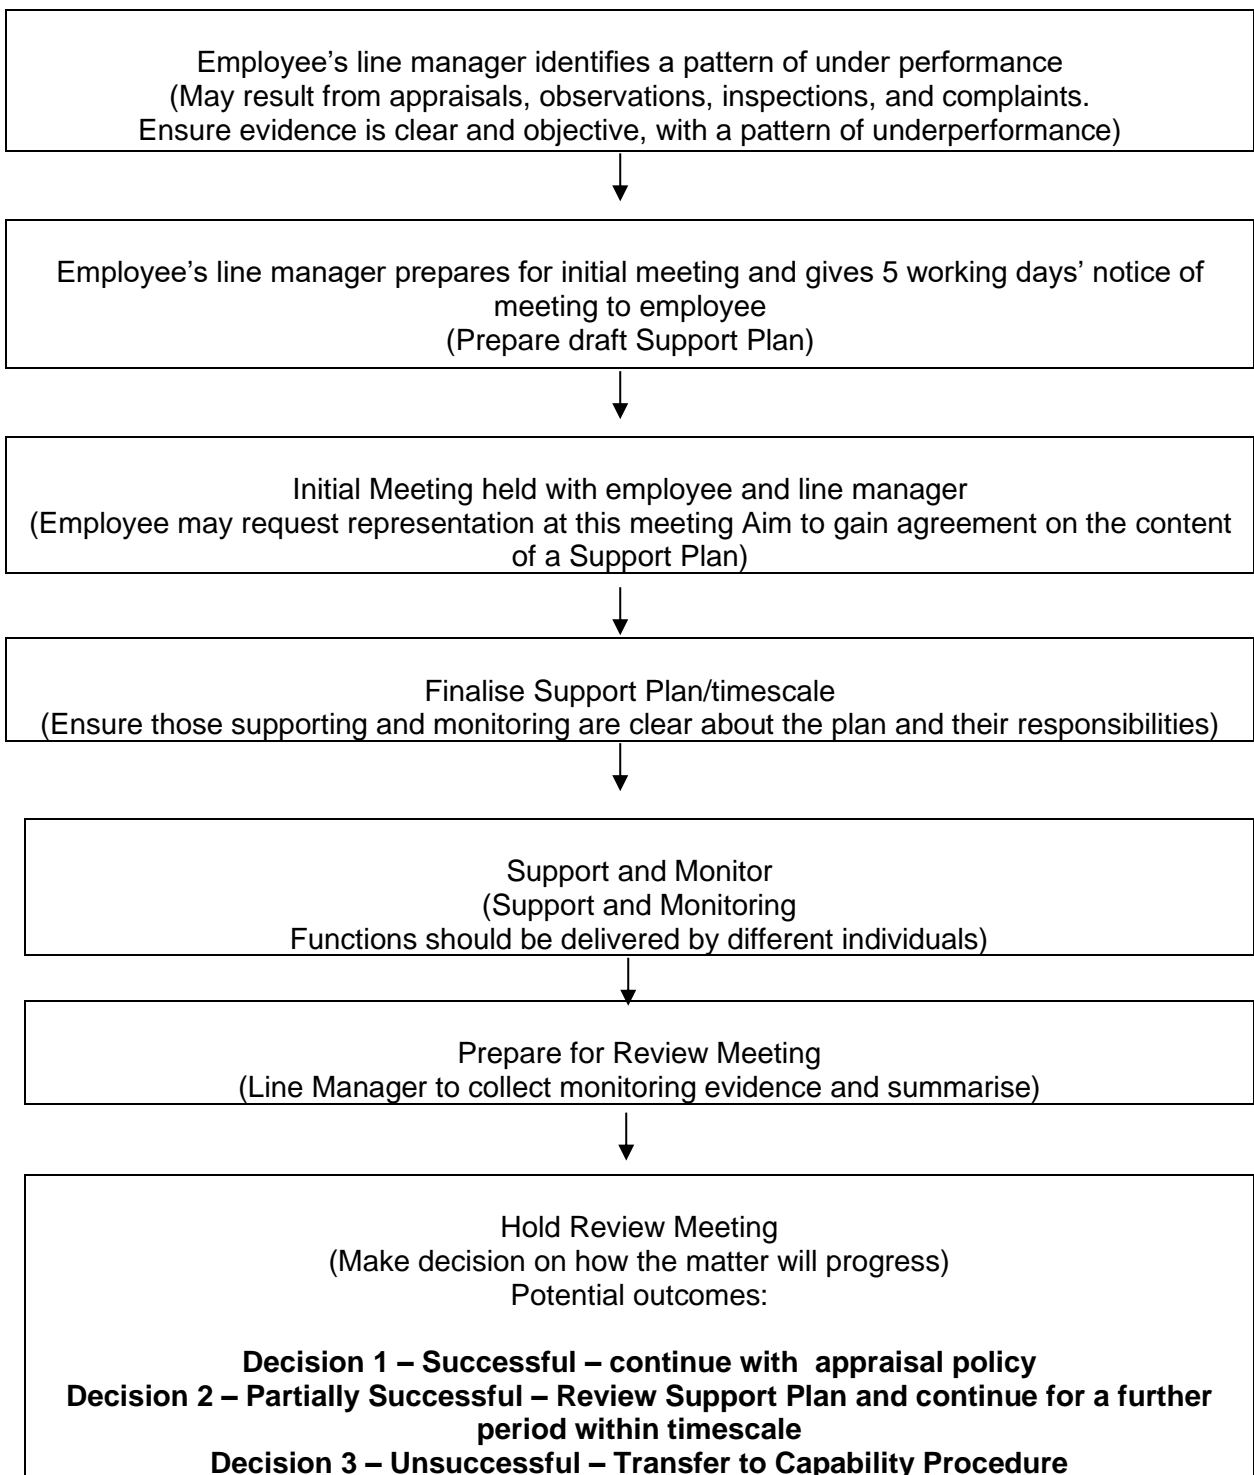 Employee’s line manager identifies a pattern of under performance
(May result from appraisals, observations, inspections, and complaints.
Ensure evidence is clear and objective, with a pattern of underperformance)
Employee’s line manager prepares for initial meeting and gives 5 working days’ notice of
meeting to employee
(Prepare draft Support Plan)
Initial Meeting held with employee and line manager
(Employee may request representation at this meeting Aim to gain agreement on the content
of a Support Plan)
Finalise Support Plan/timescale
(Ensure those supporting and monitoring are clear about the plan and their responsibilities)
Support and Monitor
(Support and Monitoring
Functions should be delivered by different individuals)
Prepare for Review Meeting
(Line Manager to collect monitoring evidence and summarise)
Hold Review Meeting
(Make decision on how the matter will progress)
Potential outcomes:
Decision 1 – Successful – continue with appraisal policy
Decision 2 – Partially Successful – Review Support Plan and continue for a further
period within timescale
Decision 3 – Unsuccessful – Transfer to Capability Procedure